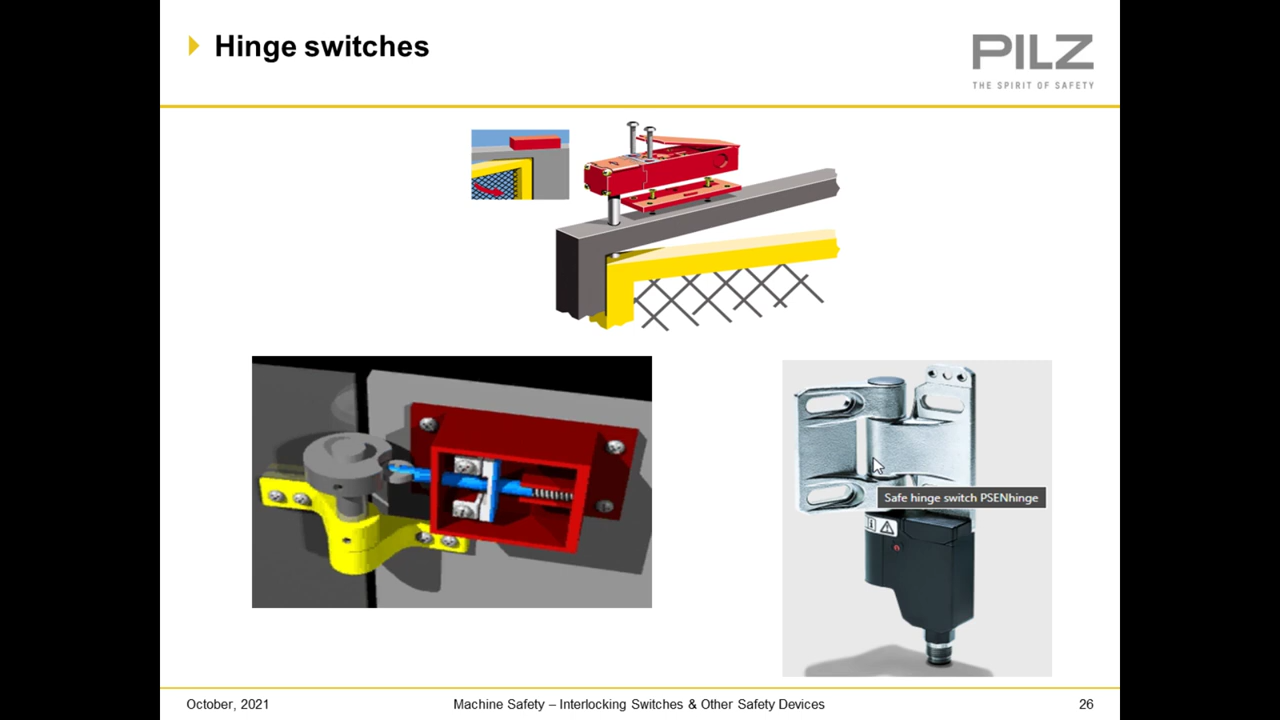 Hinge switches
PILZ
THE SPIRIT OF SAFETY
Safe hinge switch PSENhinge
October, 2021
Machine Safety – Interlocking Switches & Other Safety Devices
26